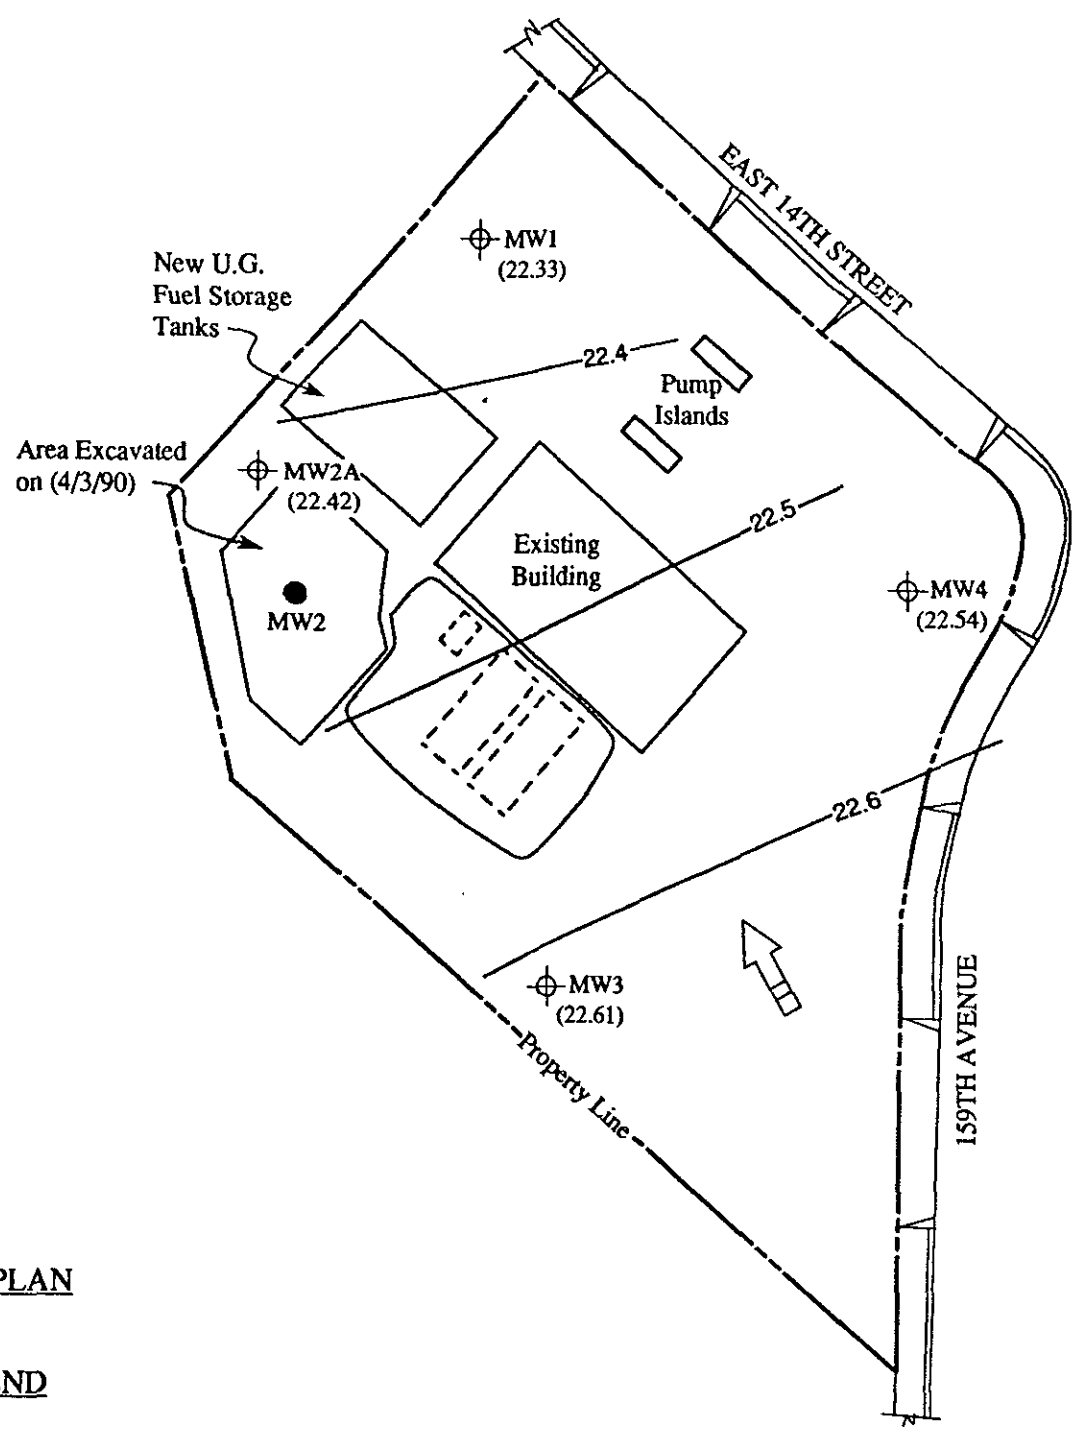 EAST 14TH STREET
MW1
(22.33)
New U.G.
Fuel Storage
Tanks
22.4
Pump
Islands
Area Excavated
on (4/3/90)
MW2A
(22.42)
22.5
Existing
Building
MW2
MW4
(22.54)
22.6
MW3
(22.61)
Property Line
159TH AVENUE
PLAN
ND